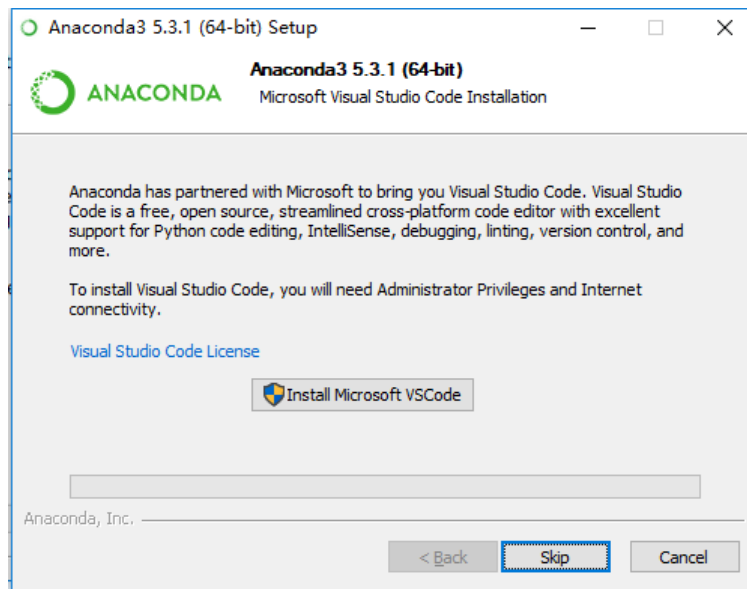 Anaconda3 5.3.1 (64-bit) Setup
ANACONDA
Anaconda3 5.3.1 (64-bit)
Microsoft Visual Studio Code Installation
Anaconda has partnered with Microsoft to bring you Visual Studio Code. Visual Studio
Code is a free, open source, streamlined cross-platform code editor with excellent
support for Python code editing, IntelliSense, debugging, linting, version control, and
more.
To install Visual Studio Code, you will need Administrator Privileges and Internet
connectivity.
Visual Studio Code License
Install Microsoft VSCode
Anaconda, Inc.
< Back
Skip
Cancel